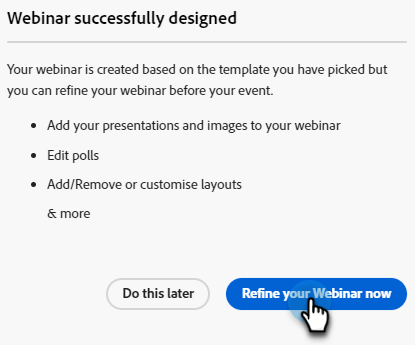 Webinar successfully designed
Your webinar is created based on the template you have picked but
you can refine your webinar before your event.
• Add your presentations and images to your webinar
• Edit polls
• Add/Remove or customise layouts
& more
Do this later
Refine your Webinar now